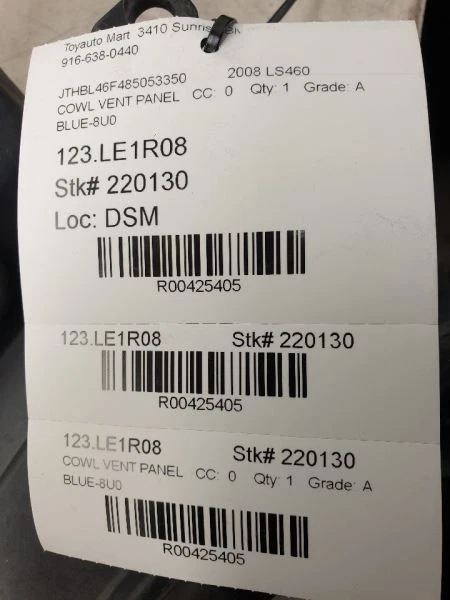 Toyauto Mart 3410 Sunrise
916-638-0440
JTHBL46F485053350 2008 LS460
COWL VENT PANEL CC: 0 Qty: 1 Grade: A
BLUE-8U0
123.LE1R08
Stk# 220130
Loc: DSM
R00425405
123.LE1R08 Stk# 220130
R00425405
123.LE1R08 Stk# 220130
COWL VENT PANEL CC: 0 Qty: 1 Grade: A
BLUE-8U0
R00425405